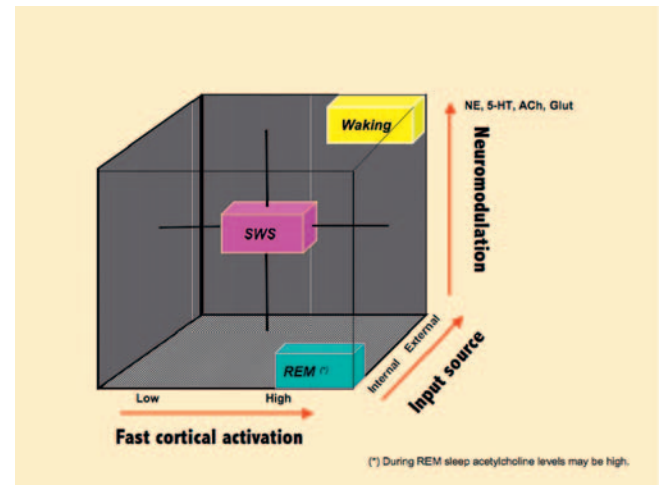 NE, 5-HT, ACh, Glut
Waking
Neuromodulation
SWS
External
Internal
Input source
REM (*)
Low
High
Fast cortical activation
(*) During REM sleep acetylcholine levels may be high.